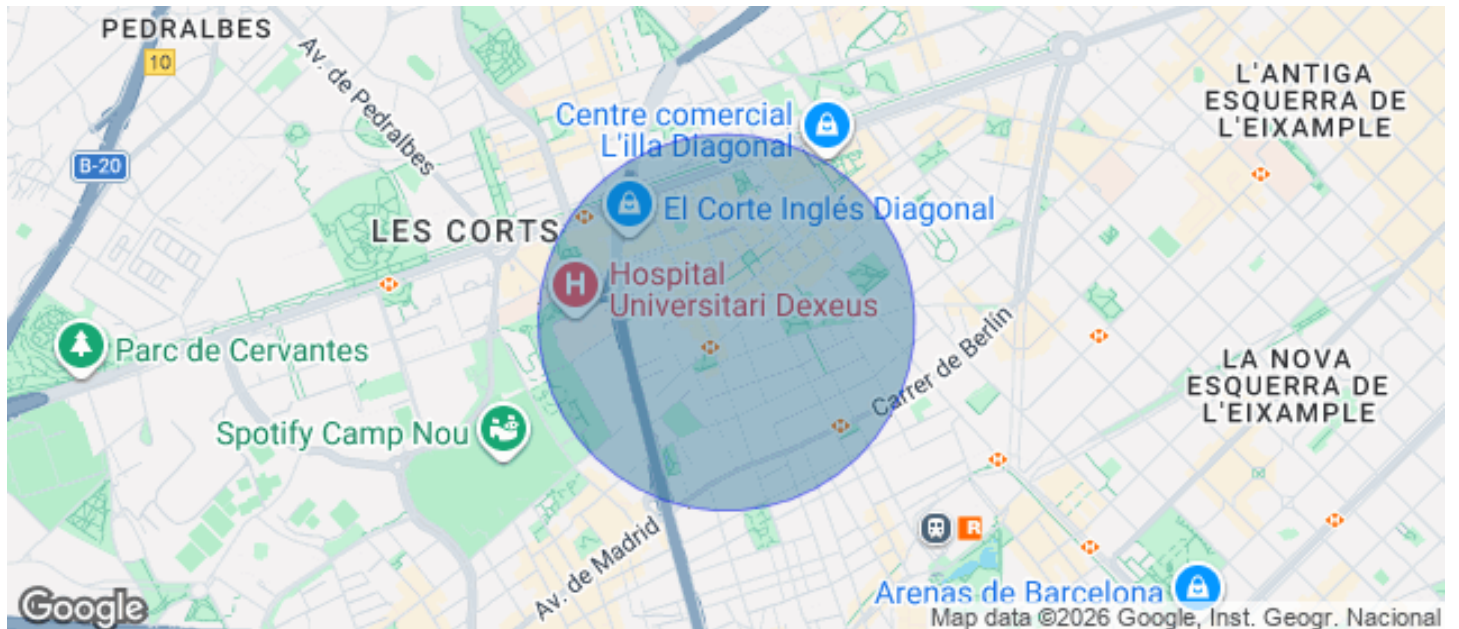 PEDRALBES
10
Av. de Pedralbes
B-20
L'ANTIGA
ESQUERRA DE
L'EIXAMPLE
Centre comercial
L'illa Diagonal
El Corte Inglés Diagonal
LES CORTS
H
Hospital
Universitari Dexeus
Parc de Cervantes
Carrer de Berlín
LA NOVA
ESQUERRA DE
L'EIXAMPLE
Spotify Camp Nou
Av. de Madrid
R
Arenas de Barcelona
Google
Map data ©2026 Google, Inst. Geogr. Nacional